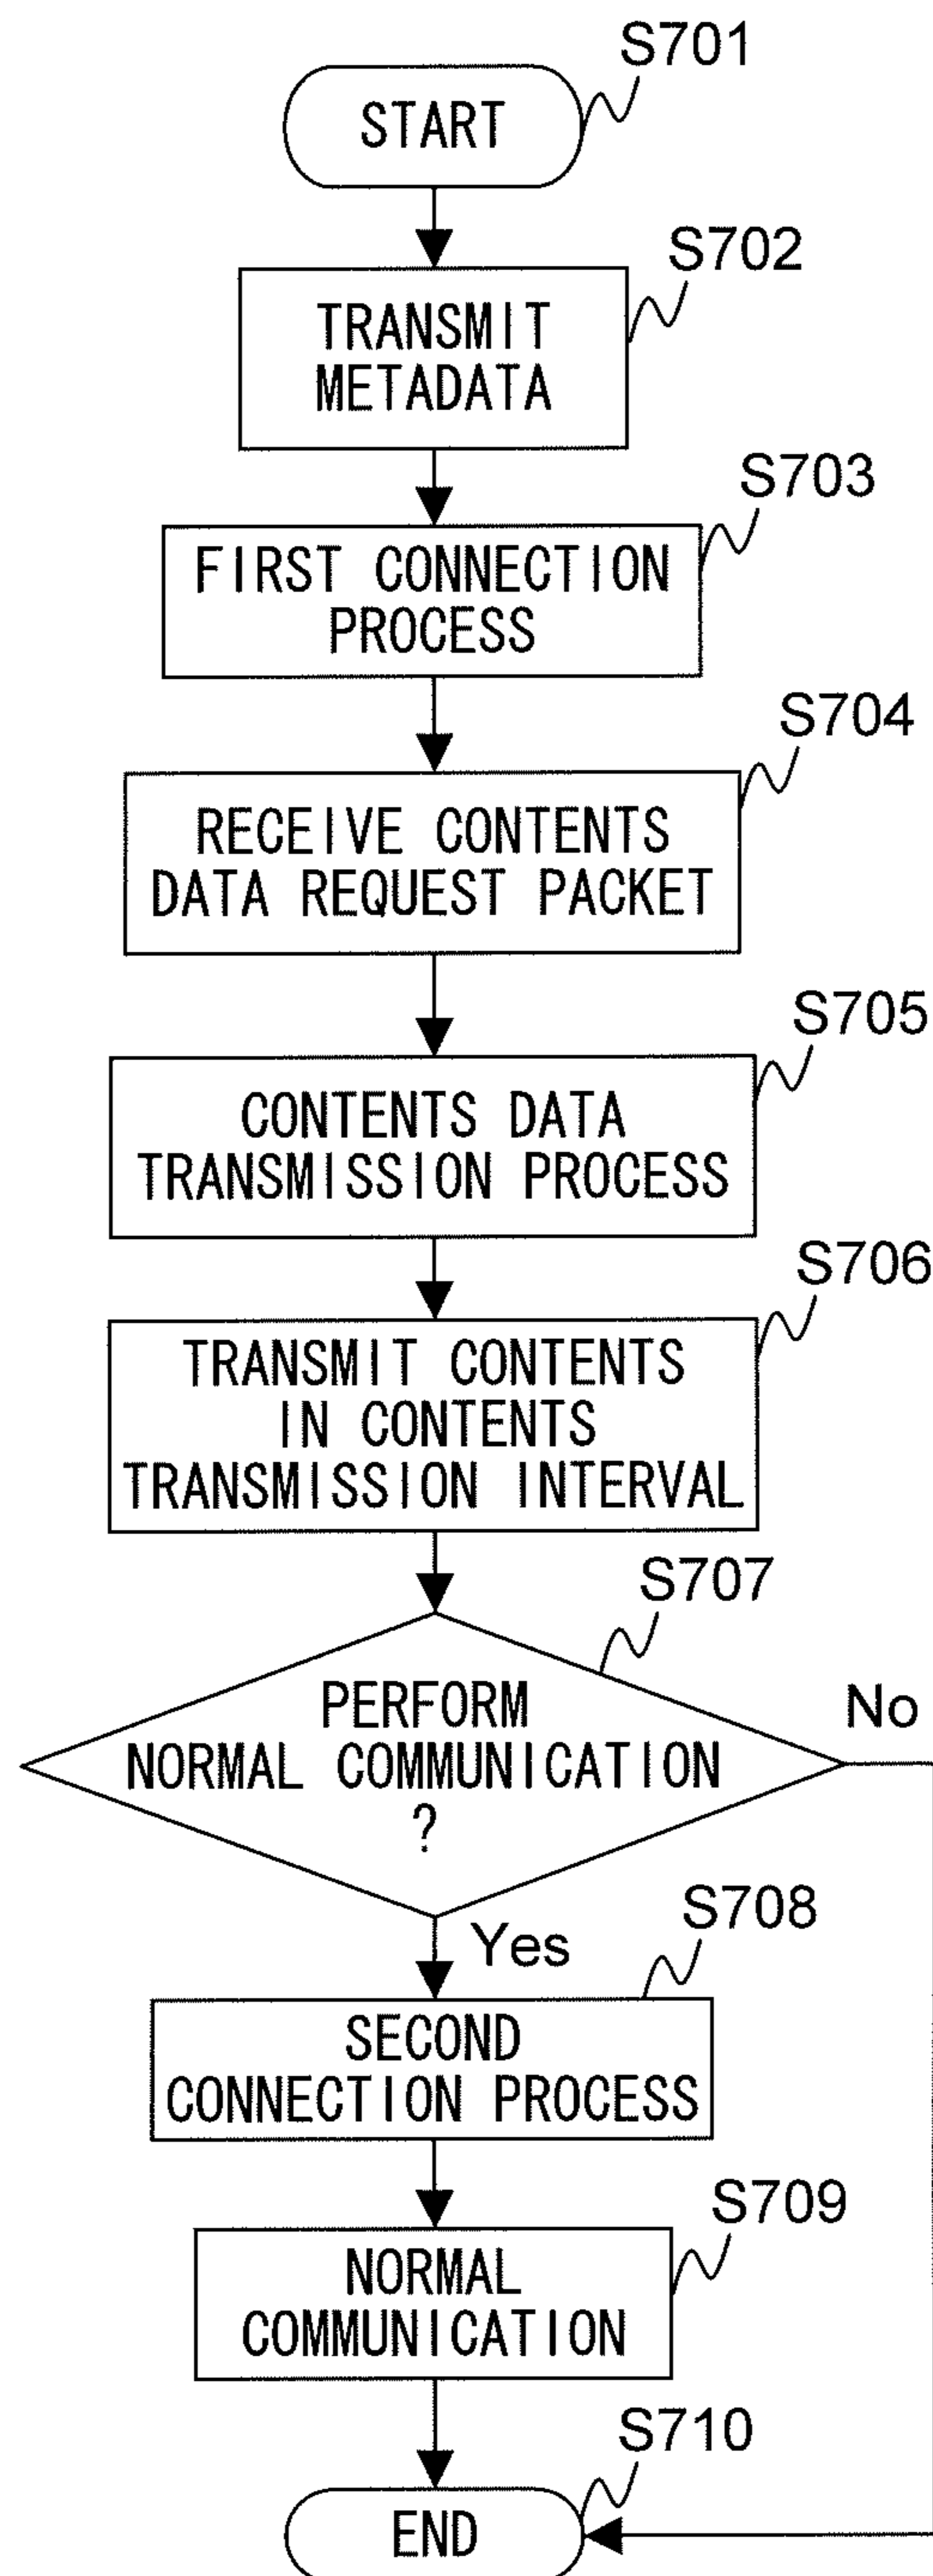 S701
START
S702
TRANSMIT
METADATA
S703
FIRST CONNECTION
PROCESS
S704
RECEIVE CONTENTS
DATA REQUEST PACKET
S705
CONTENTS DATA
TRANSMISSION PROCESS
S706
TRANSMIT CONTENTS
IN CONTENTS
TRANSMISSION INTERVAL
S707
PERFORM
NORMAL COMMUNICATION
?
No
Yes
S708
SECOND
CONNECTION PROCESS
S709
NORMAL
COMMUNICATION
S710
END